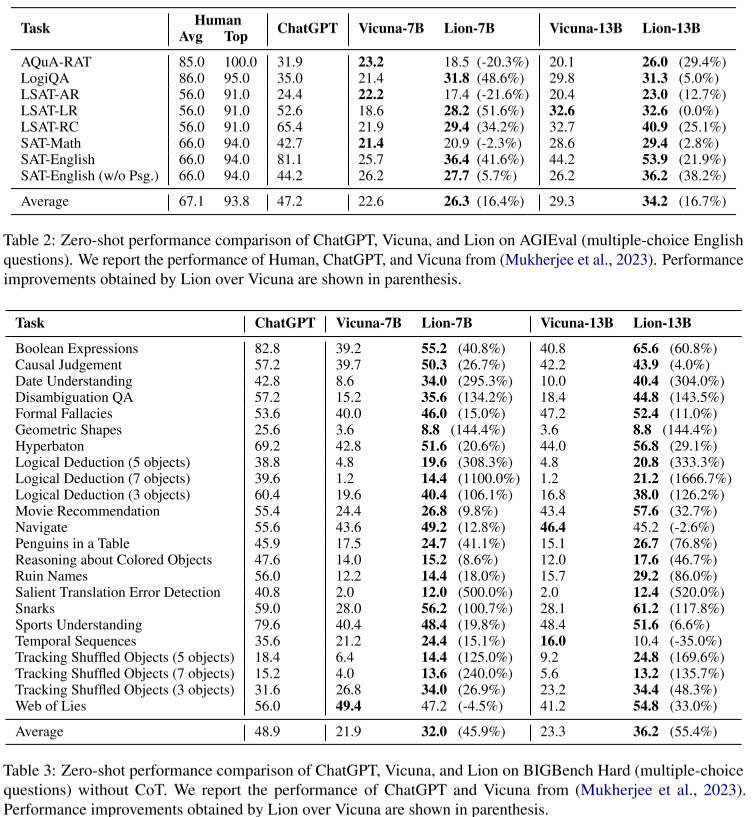 Task Human ChatGPT Vicuna-7B Lion-7B Vicuna-13B Lion-13B
Avg Top
AQuA-RAT 85.0 100.0 31.9 23.2 18.5 (-20.3%) 20.1 26.0 (29.4%)
LogiQA 86.0 95.0 35.0 21.4 31.8 (48.6%) 29.8 31.3 (5.0%)
LSAT-AR 56.0 91.0 24.4 22.2 17.4 (-21.6%) 20.4 23.0 (12.7%)
LSAT-LR 56.0 91.0 52.6 18.6 28.2 (51.6%) 32.6 32.6 (0.0%)
LSAT-RC 56.0 91.0 65.4 21.9 29.4 (34.2%) 32.7 40.9 (25.1%)
SAT-Math 66.0 94.0 42.7 21.4 20.9 (-2.3%) 28.6 29.4 (2.8%)
SAT-English 66.0 94.0 81.1 25.7 36.4 (41.6%) 44.2 53.9 (21.9%)
SAT-English (w/o Psg.) 66.0 94.0 44.2 26.2 27.7 (5.7%) 26.2 36.2 (38.2%)
Average 67.1 93.8 47.2 22.6 26.3 (16.4%) 29.3 34.2 (16.7%)
Table 2: Zero-shot performance comparison of ChatGPT, Vicuna, and Lion on AGIEval (multiple-choice English
questions). We report the performance of Human, ChatGPT, and Vicuna from (Mukherjee et al., 2023). Performance
improvements obtained by Lion over Vicuna are shown in parenthesis.
Task ChatGPT Vicuna-7B Lion-7B Vicuna-13B Lion-13B
Boolean Expressions 82.8 39.2 55.2 (40.8%) 40.8 65.6 (60.8%)
Causal Judgement 57.2 39.7 50.3 (26.7%) 42.2 43.9 (4.0%)
Date Understanding 42.8 8.6 34.0 (295.3%) 10.0 40.4 (304.0%)
Disambiguation QA 57.2 15.2 35.6 (134.2%) 18.4 44.8 (143.5%)
Formal Fallacies 53.6 40.0 46.0 (15.0%) 47.2 52.4 (11.0%)
Geometric Shapes 25.6 3.6 8.8 (144.4%) 3.6 8.8 (144.4%)
Hyperbaton 69.2 42.8 51.6 (20.6%) 44.0 56.8 (29.1%)
Logical Deduction (5 objects) 38.8 4.8 19.6 (308.3%) 4.8 20.8 (333.3%)
Logical Deduction (7 objects) 39.6 1.2 14.4 (1100.0%) 1.2 21.2 (1666.7%)
Logical Deduction (3 objects) 60.4 19.6 40.4 (106.1%) 16.8 38.0 (126.2%)
Movie Recommendation 55.4 24.4 26.8 (9.8%) 43.4 57.6 (32.7%)
Navigate 55.6 43.6 49.2 (12.8%) 46.4 45.2 (-2.6%)
Penguins in a Table 45.9 17.5 24.7 (41.1%) 15.1 26.7 (76.8%)
Reasoning about Colored Objects 47.6 14.0 15.2 (8.6%) 12.0 17.6 (46.7%)
Ruin Names 56.0 12.2 14.4 (18.0%) 15.7 29.2 (86.0%)
Salient Translation Error Detection 40.8 2.0 12.0 (500.0%) 2.0 12.4 (520.0%)
Snarks 59.0 28.0 56.2 (100.7%) 28.1 61.2 (117.8%)
Sports Understanding 79.6 40.4 48.4 (19.8%) 48.4 51.6 (6.6%)
Temporal Sequences 35.6 21.2 24.4 (15.1%) 16.0 10.4 (-35.0%)
Tracking Shuffled Objects (5 objects) 18.4 6.4 14.4 (125.0%) 9.2 24.8 (169.6%)
Tracking Shuffled Objects (7 objects) 15.2 4.0 13.6 (240.0%) 5.6 13.2 (135.7%)
Tracking Shuffled Objects (3 objects) 31.6 26.8 34.0 (26.9%) 23.2 34.4 (48.3%)
Web of Lies 56.0 49.4 47.2 (-4.5%) 41.2 54.8 (33.0%)
Average 48.9 21.9 32.0 (45.9%) 23.3 36.2 (55.4%)
Table 3: Zero-shot performance comparison of ChatGPT, Vicuna, and Lion on BIGBench Hard (multiple-choice
questions) without CoT. We report the performance of ChatGPT and Vicuna from (Mukherjee et al., 2023).
Performance improvements obtained by Lion over Vicuna are shown in parenthesis.